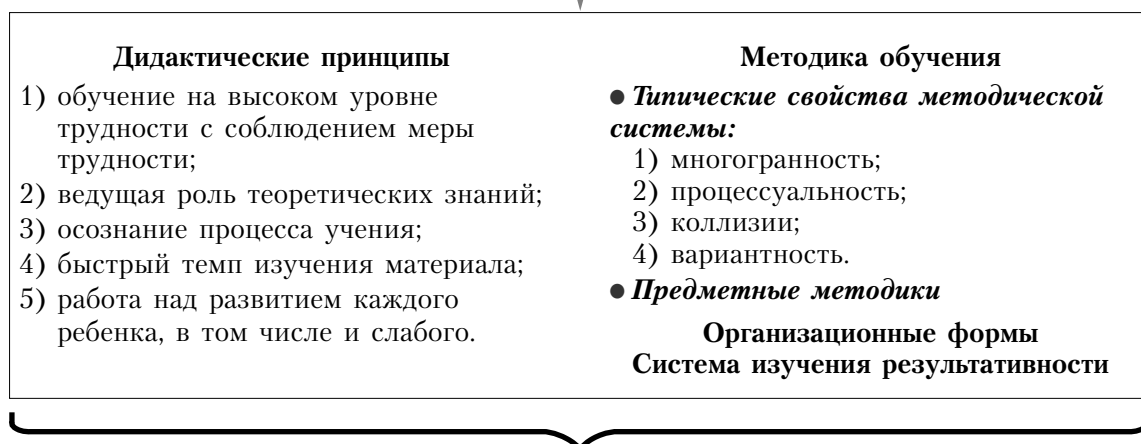 Дидактические принципы
1) обучение на высоком уровне
трудности с соблюдением меры
трудности;
2) ведущая роль теоретических знаний;
3) осознание процесса учения;
4) быстрый темп изучения материала;
5) работа над развитием каждого
ребенка, в том числе и слабого.
Методика обучения
● Типические свойства методической
системы:
1) многогранность;
2) процессуальность;
3) коллизии;
4) вариантность.
● Предметные методики
Организационные формы
Система изучения результативности